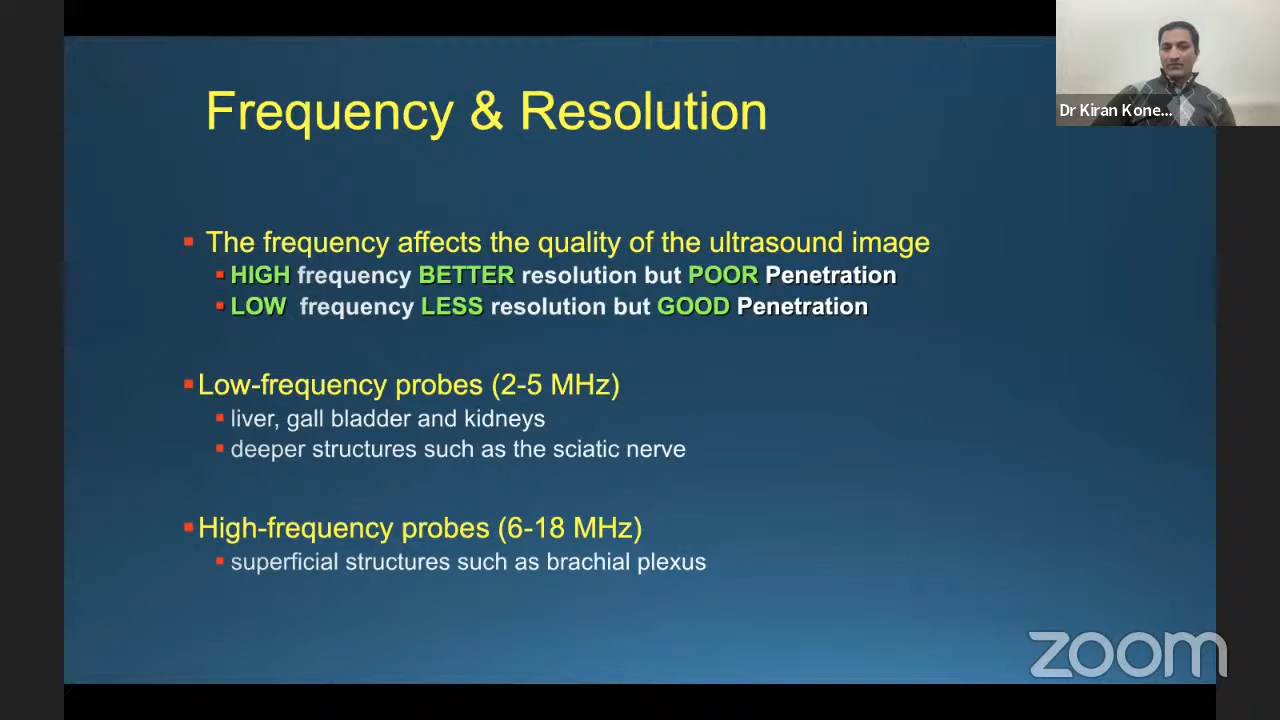 Frequency & Resolution
Dr Kiran Kone...
The frequency affects the quality of the ultrasound image
HIGH frequency BETTER resolution but POOR Penetration
LOW frequency LESS resolution but GOOD Penetration
Low-frequency probes (2-5 MHz)
liver, gall bladder and kidneys
deeper structures such as the sciatic nerve
High-frequency probes (6-18 MHz)
superficial structures such as brachial plexus
zoom